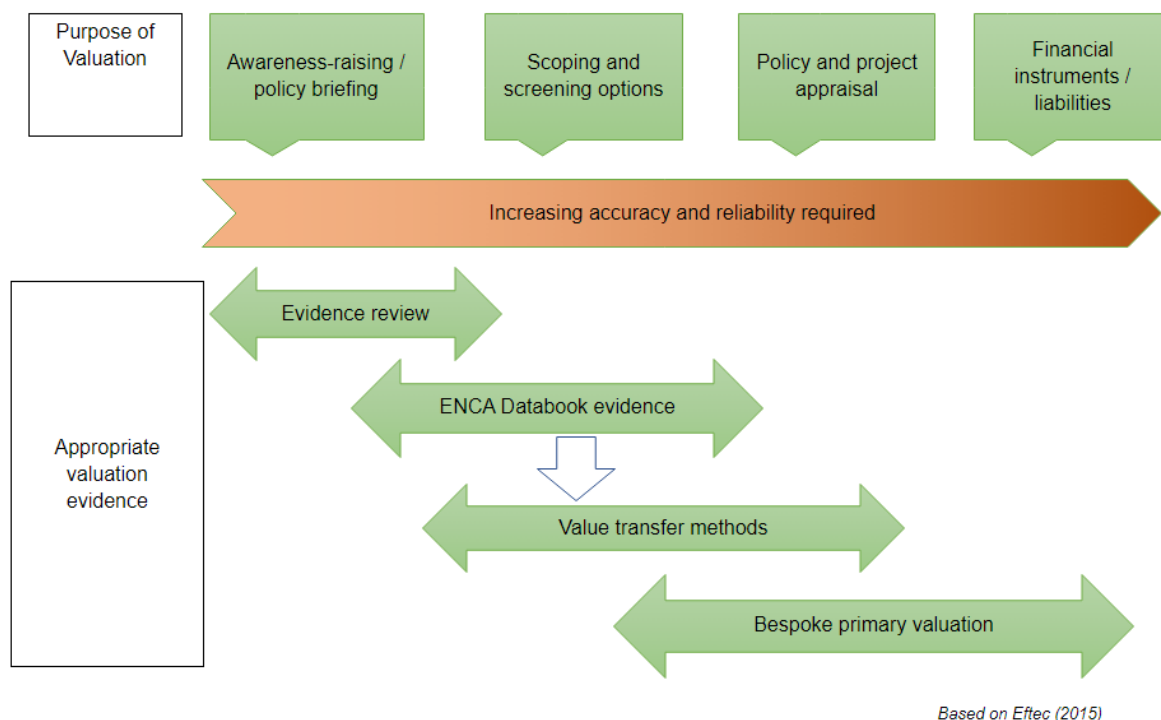 Purpose of
Valuation
Awareness-raising /
policy briefing
Scoping and
screening options
Policy and project
appraisal
Financial
instruments /
liabilities
Increasing accuracy and reliability required
Appropriate
valuation
evidence
Evidence review
ENCA Databook evidence
Value transfer methods
Bespoke primary valuation
Based on Eftec (2015)